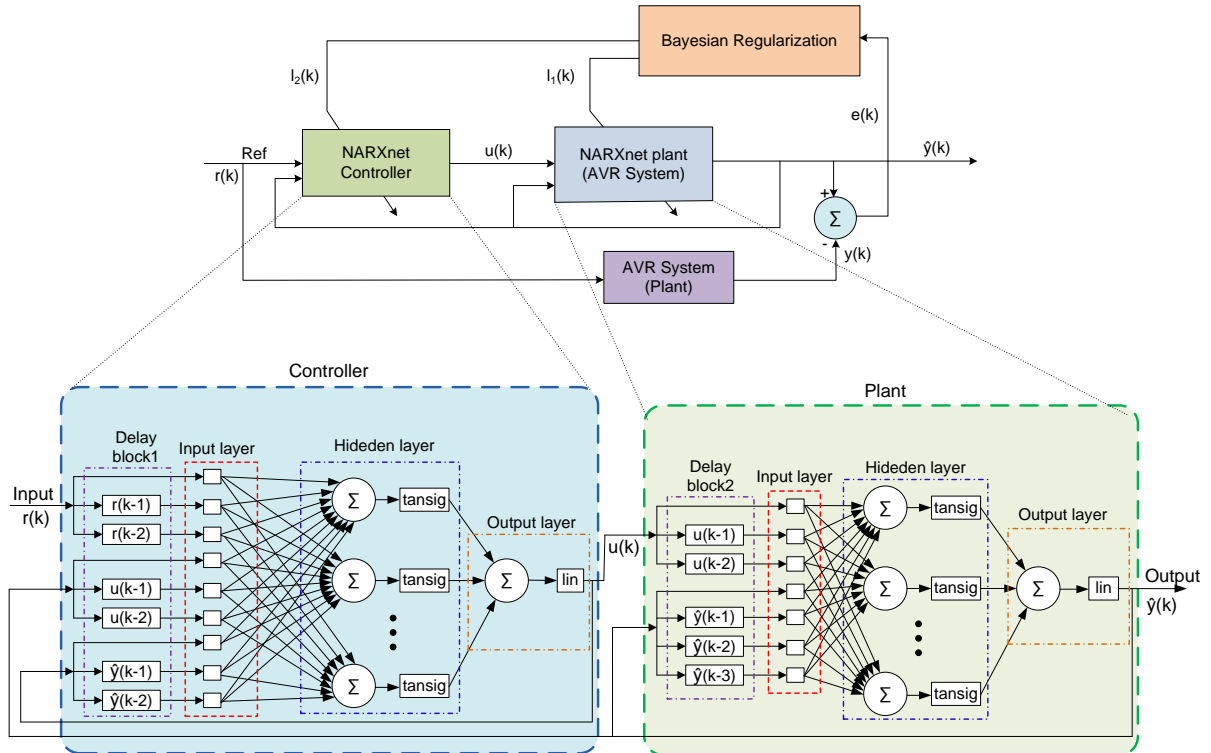 Bayesian Regularization
I₂(k)
I₁(k)
e(k)
Ref
r(k)
NARXnet
Controller
u(k)
NARXnet plant
(AVR System)
ŷ(k)
+
Σ
-
y(k)
AVR System
(Plant)
Controller
Delay
block1
Input layer
Hideden layer
Input
r(k)
r(k-1)
r(k-2)
u(k-1)
u(k-2)
ŷ(k-1)
ŷ(k-2)
Σ
tansig
Σ
tansig
Σ
tansig
Output layer
Σ
lin
u(k)
Plant
Delay
block2
Input layer
Hideden layer
u(k-1)
u(k-2)
ŷ(k-1)
ŷ(k-2)
ŷ(k-3)
Σ
tansig
Σ
tansig
Σ
tansig
Output layer
Σ
lin
Output
ŷ(k)